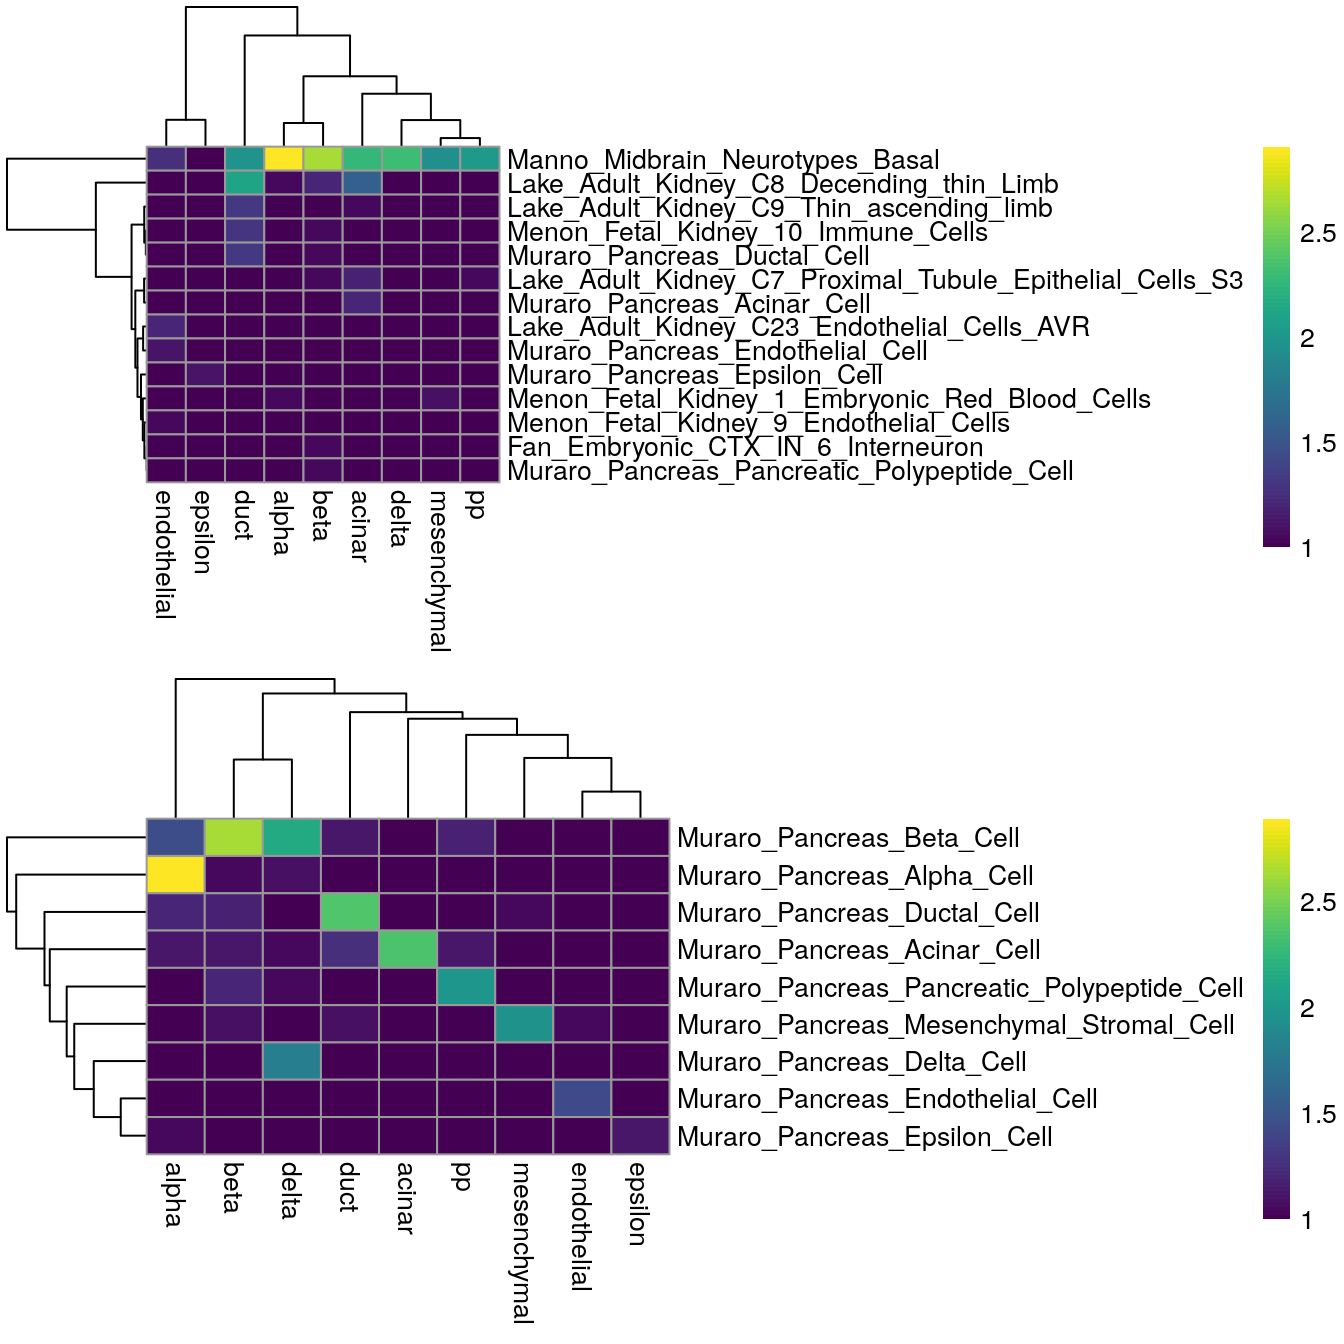 Manno_Midbrain_Neurotypes_Basal
Lake_Adult_Kidney_C8_Decending_thin_Limb
Lake_Adult_Kidney_C9_Thin_ascending_limb
Menon_Fetal_Kidney_10_Immune_Cells
Muraro_Pancreas_Ductal_Cell
Lake_Adult_Kidney_C7_Proximal_Tubule_Epithelial_Cells_S3
Muraro_Pancreas_Acinar_Cell
Lake_Adult_Kidney_C23_Endothelial_Cells_AVR
Muraro_Pancreas_Endothelial_Cell
Muraro_Pancreas_Epsilon_Cell
Menon_Fetal_Kidney_1_Embryonic_Red_Blood_Cells
Menon_Fetal_Kidney_9_Endothelial_Cells
Fan_Embryonic_CTX_IN_6_Interneuron
Muraro_Pancreas_Pancreatic_Polypeptide_Cell
endothelial
epsilon
duct
alpha
beta
acinar
delta
mesenchymal
pp
2.5
2
1.5
1
Muraro_Pancreas_Beta_Cell
Muraro_Pancreas_Alpha_Cell
Muraro_Pancreas_Ductal_Cell
Muraro_Pancreas_Acinar_Cell
Muraro_Pancreas_Pancreatic_Polypeptide_Cell
Muraro_Pancreas_Mesenchymal_Stromal_Cell
Muraro_Pancreas_Delta_Cell
Muraro_Pancreas_Endothelial_Cell
Muraro_Pancreas_Epsilon_Cell
alpha
beta
delta
duct
acinar
pp
mesenchymal
endothelial
epsilon
2.5
2
1.5
1